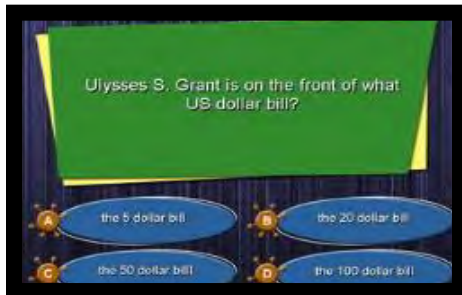 Ulysses S. Grant is on the front of what
US dollar bill?
A the 5 dollar bill
B the 20 dollar bill
C the 50 dollar bill
D the 100 dollar bill